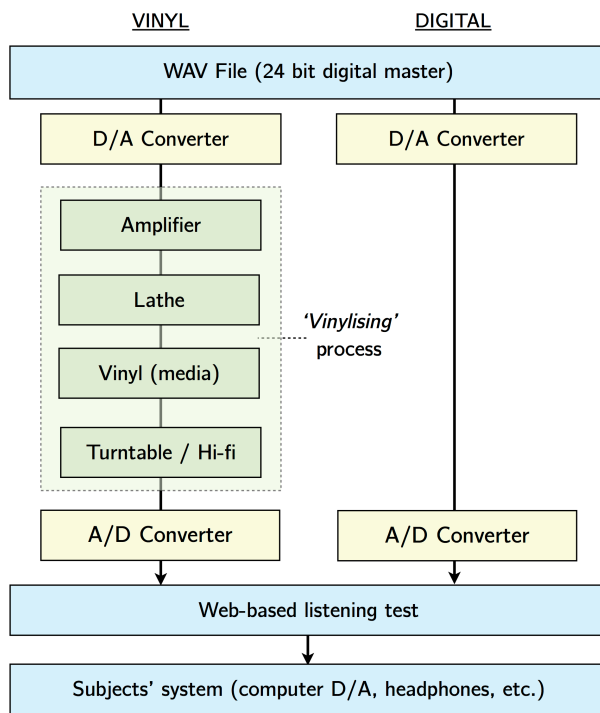 VINYL DIGITAL
WAV File (24 bit digital master)
D/A Converter D/A Converter
Amplifier
Lathe
‘Vinylising’
process
Vinyl (media)
Turntable / Hi-fi
A/D Converter A/D Converter
Web-based listening test
Subjects’ system (computer D/A, headphones, etc.)